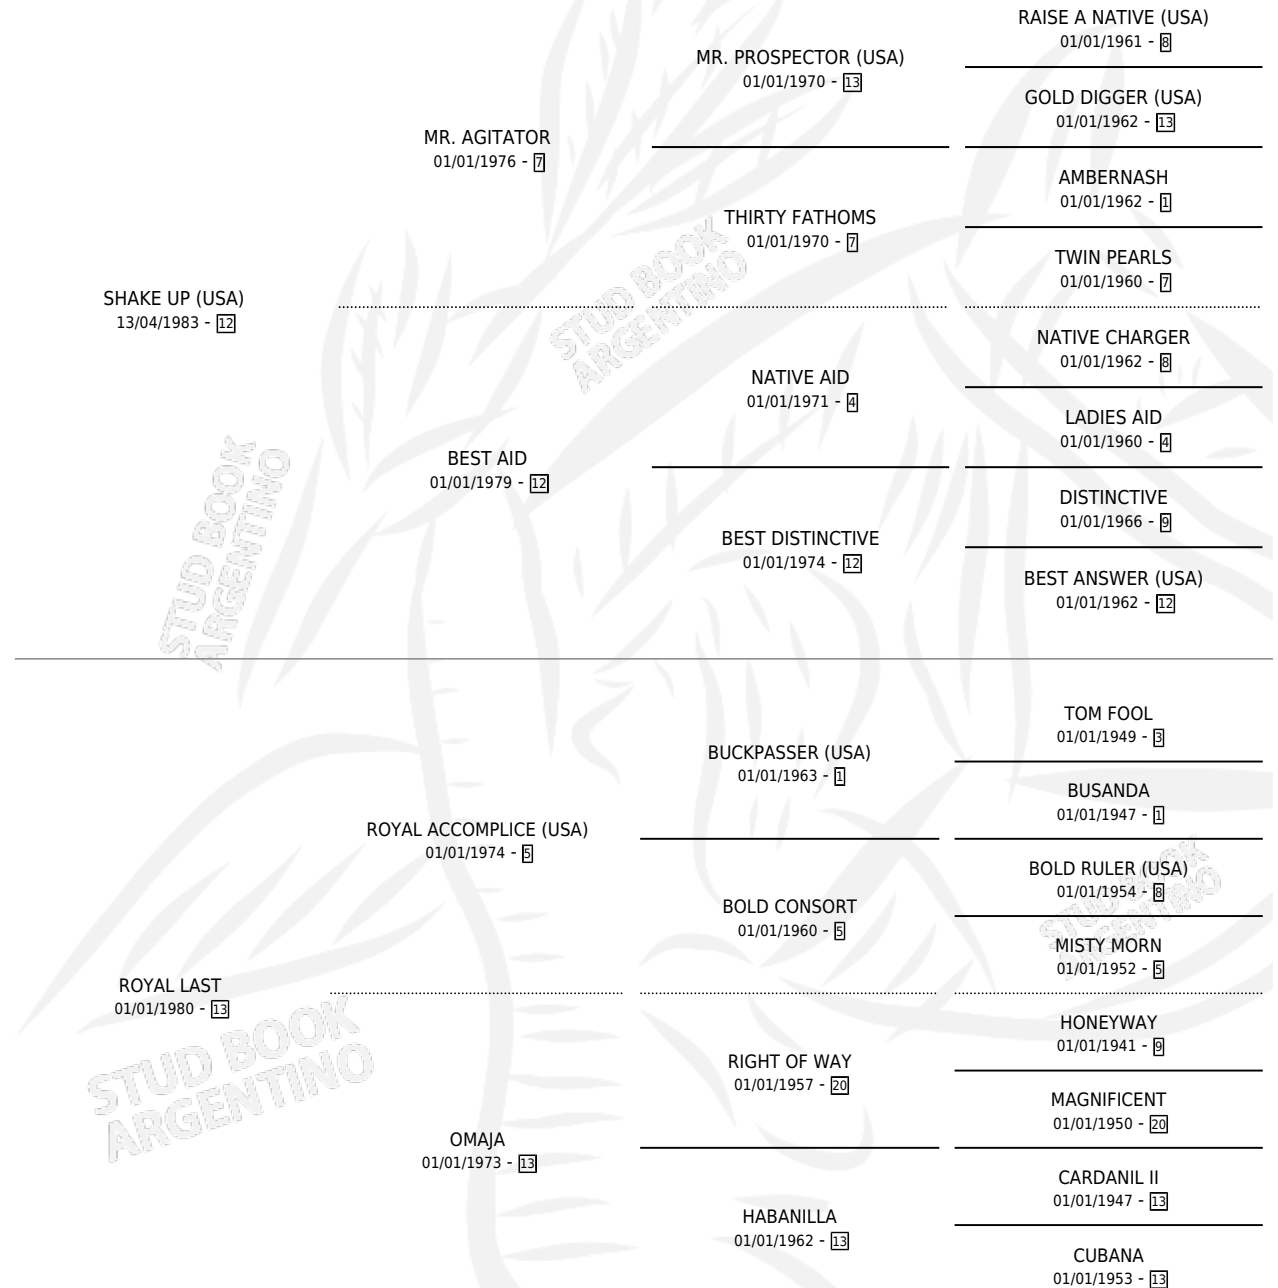 RAISE A NATIVE (USA)
01/01/1961 - 8
MR. PROSPECTOR (USA)
01/01/1970 - 13
GOLD DIGGER (USA)
01/01/1962 - 13
MR. AGITATOR
01/01/1976 - 7
AMBERNASH
01/01/1962 - 1
THIRTY FATHOMS
01/01/1970 - 7
TWIN PEARLS
01/01/1960 - 7
SHAKE UP (USA)
13/04/1983 - 12
NATIVE CHARGER
01/01/1962 - 8
NATIVE AID
01/01/1971 - 4
LADIES AID
01/01/1960 - 4
BEST AID
01/01/1979 - 12
DISTINCTIVE
01/01/1966 - 9
BEST DISTINCTIVE
01/01/1974 - 12
BEST ANSWER (USA)
01/01/1962 - 12
STUD BOOK
ARGENTINO
STUD BOOK
ARGENTINO
TOM FOOL
01/01/1949 - 3
BUCKPASSER (USA)
01/01/1963 - 1
BUSANDA
01/01/1947 - 1
ROYAL ACCOMPLICE (USA)
01/01/1974 - 5
BOLD RULER (USA)
01/01/1954 - 8
BOLD CONSORT
01/01/1960 - 5
MISTY MORN
01/01/1952 - 5
STUD BOOK
ARGENTINO
ROYAL LAST
01/01/1980 - 13
HONEYWAY
01/01/1941 - 9
RIGHT OF WAY
01/01/1957 - 20
MAGNIFICENT
01/01/1950 - 20
STUD BOOK
ARGENTINO
OMAJA
01/01/1973 - 13
CARDANIL II
01/01/1947 - 13
HABANILLA
01/01/1962 - 13
CUBANA
01/01/1953 - 13